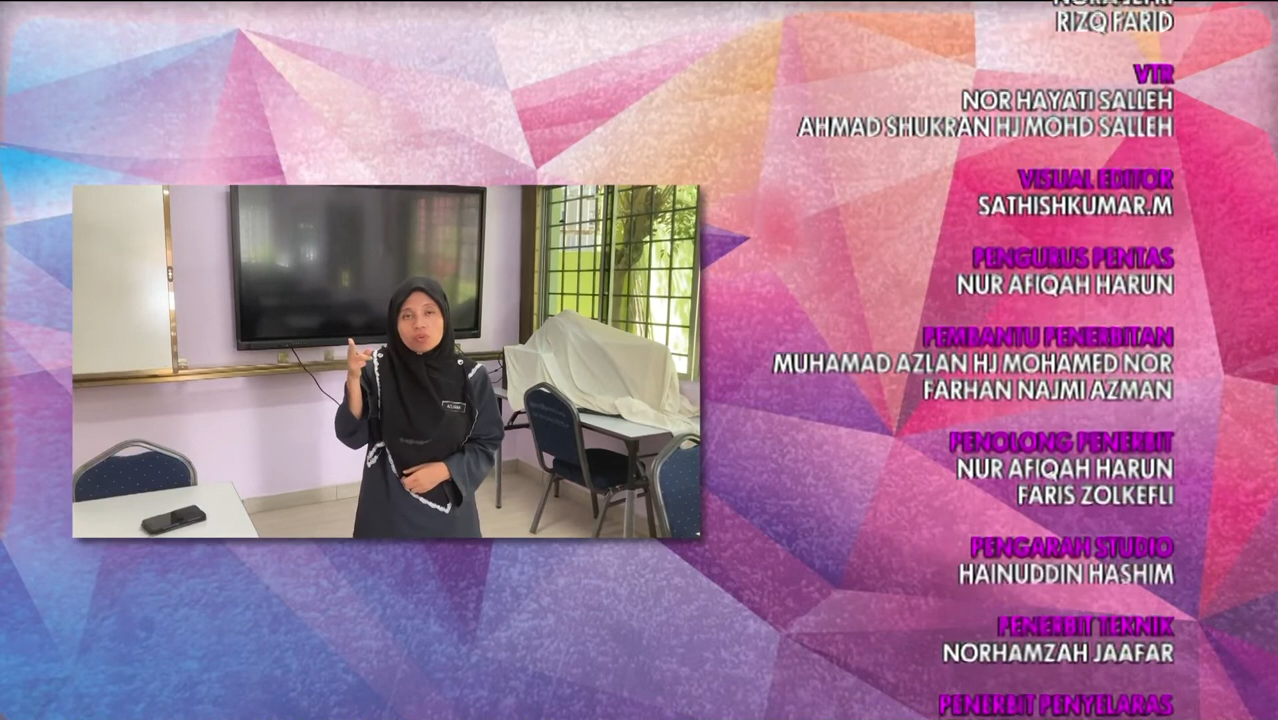 RIZQ FARID
VTR
NOR HAYATI SALLEH
AHMAD SHUKRAN HJ MOHD SALLEH
VISUAL EDITOR
SATHISHKUMAR.M
PENGURUS PENTAS
NUR AFIQAH HARUN
PEMBANTU PENERBITAN
MUHAMAD AZLAN HJ MOHAMED NOR
FARHAN NAJMI AZMAN
PENOLONG PENERBIT
NUR AFIQAH HARUN
FARIS ZOLKEFLI
PENGARAH STUDIO
HAINUDDIN HASHIM
PENERBIT TEKNIK
NORHAMZAH JAAFAR
PENERBIT PENYELARAS